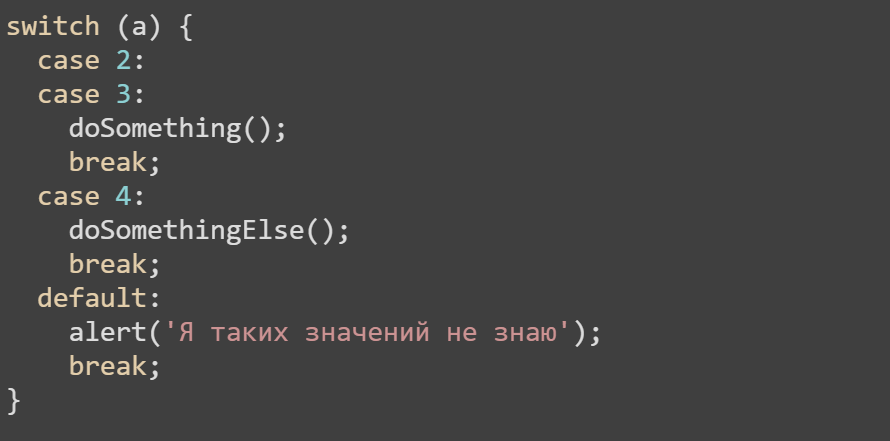 switch (a) {
  case 2:
  case 3:
    doSomething();
    break;
  case 4:
    doSomethingElse();
    break;
  default:
    alert('Я таких значений не знаю');
    break;
}